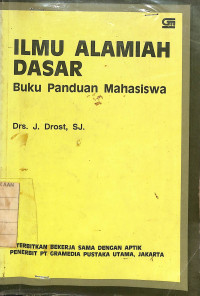 ILMU ALAMIAH
DASAR
Buku Panduan Mahasiswa
Drs. J. Drost, SJ.
TERBITKAN BEKERJA SAMA DENGAN APTIK
PENERBIT PT GRAMEDIA PUSTAKA UTAMA, JAKARTA